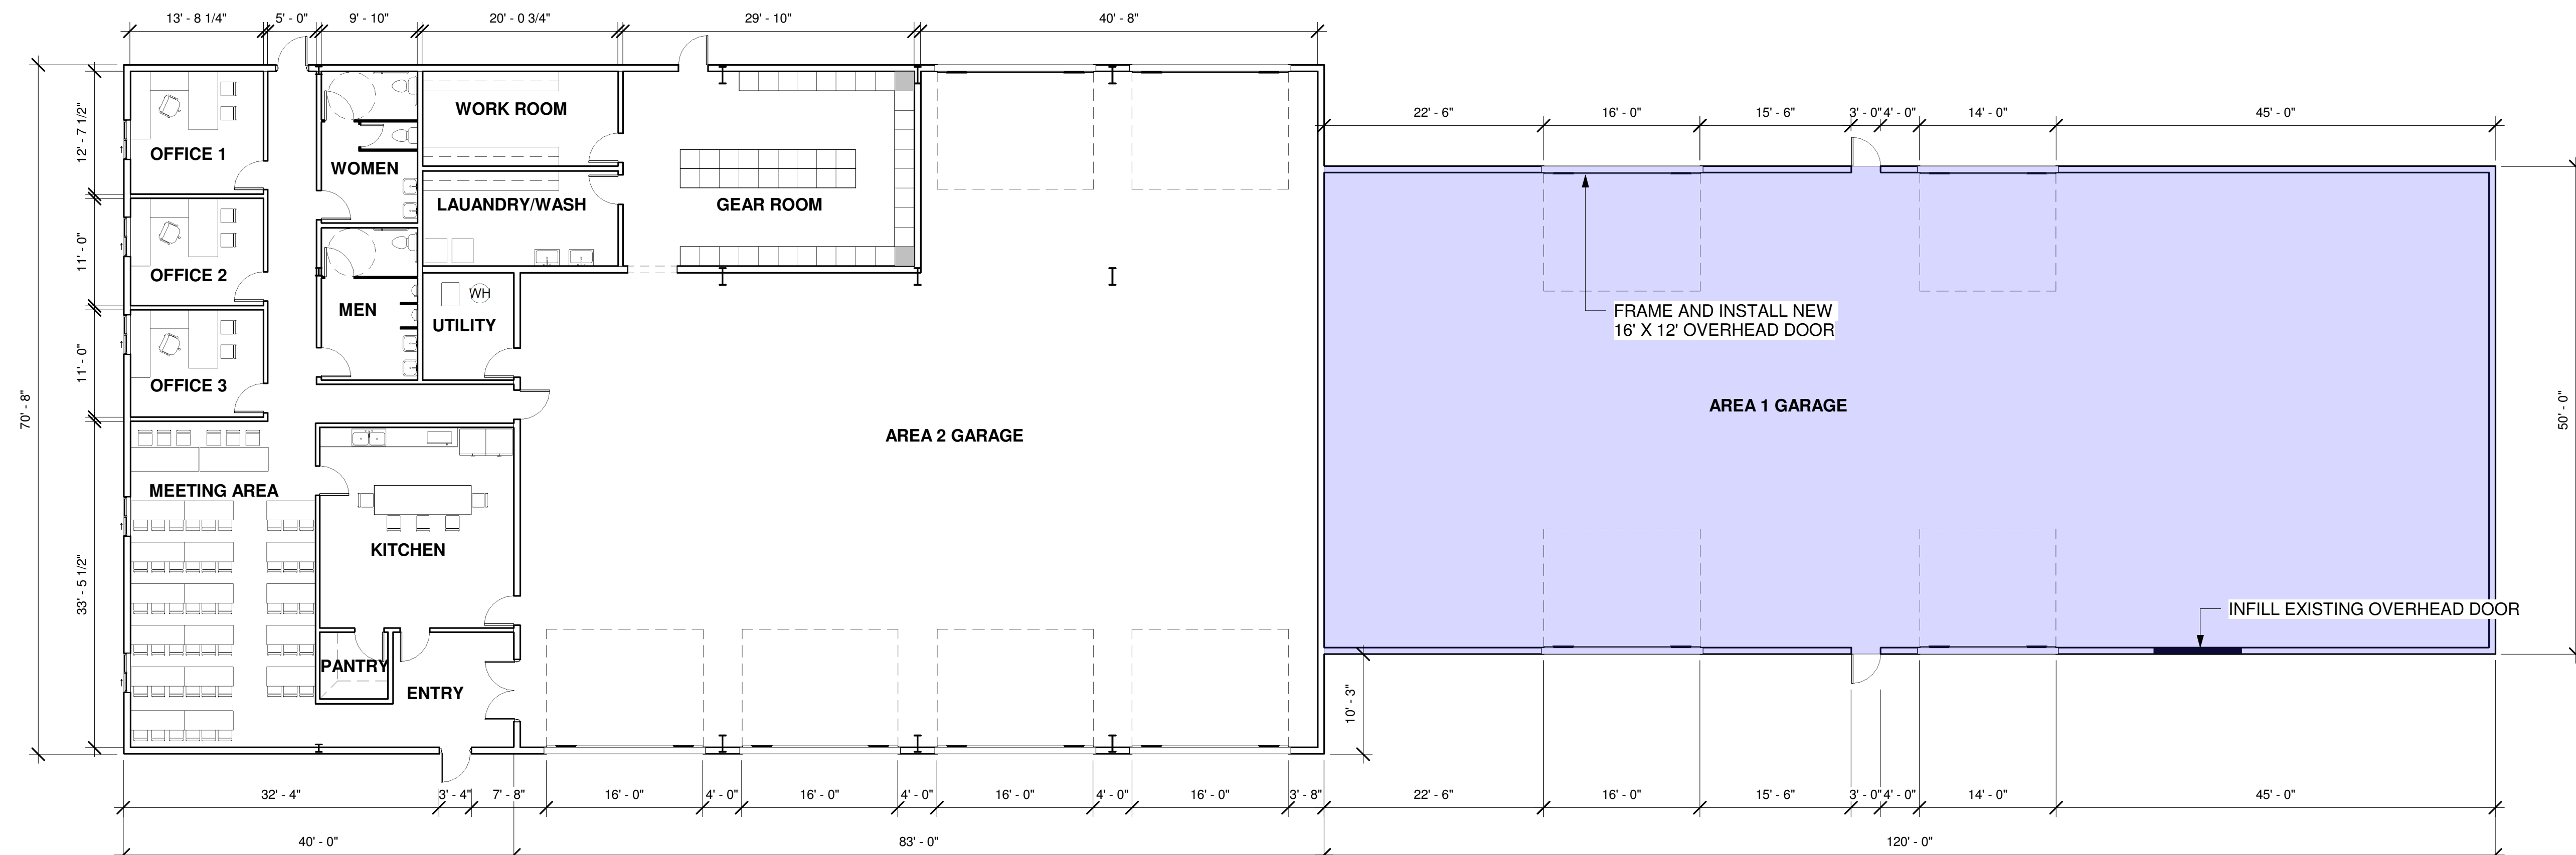 13' - 8 1/4"
5' - 0"
9' - 10"
20' - 0 3/4"
29' - 10"
40' - 8"
22' - 6"
16' - 0"
15' - 6"
3' - 0"
4' - 0"
14' - 0"
45' - 0"
70' - 8"
12' - 7 1/2"
11' - 0"
11' - 0"
33' - 5 1/2"
OFFICE 1
WOMEN
WORK ROOM
LAUANDRY/WASH
GEAR ROOM
OFFICE 2
MEN
WH
UTILITY
OFFICE 3
FRAME AND INSTALL NEW
16' X 12' OVERHEAD DOOR
AREA 2 GARAGE
AREA 1 GARAGE
50' - 0"
MEETING AREA
KITCHEN
PANTRY
ENTRY
INFILL EXISTING OVERHEAD DOOR
10' - 3"
32' - 4"
3' - 4"
7' - 8"
16' - 0"
4' - 0"
16' - 0"
4' - 0"
16' - 0"
4' - 0"
16' - 0"
3' - 8"
22' - 6"
16' - 0"
15' - 6"
3' - 0"
4' - 0"
14' - 0"
45' - 0"
40' - 0"
83' - 0"
120' - 0"